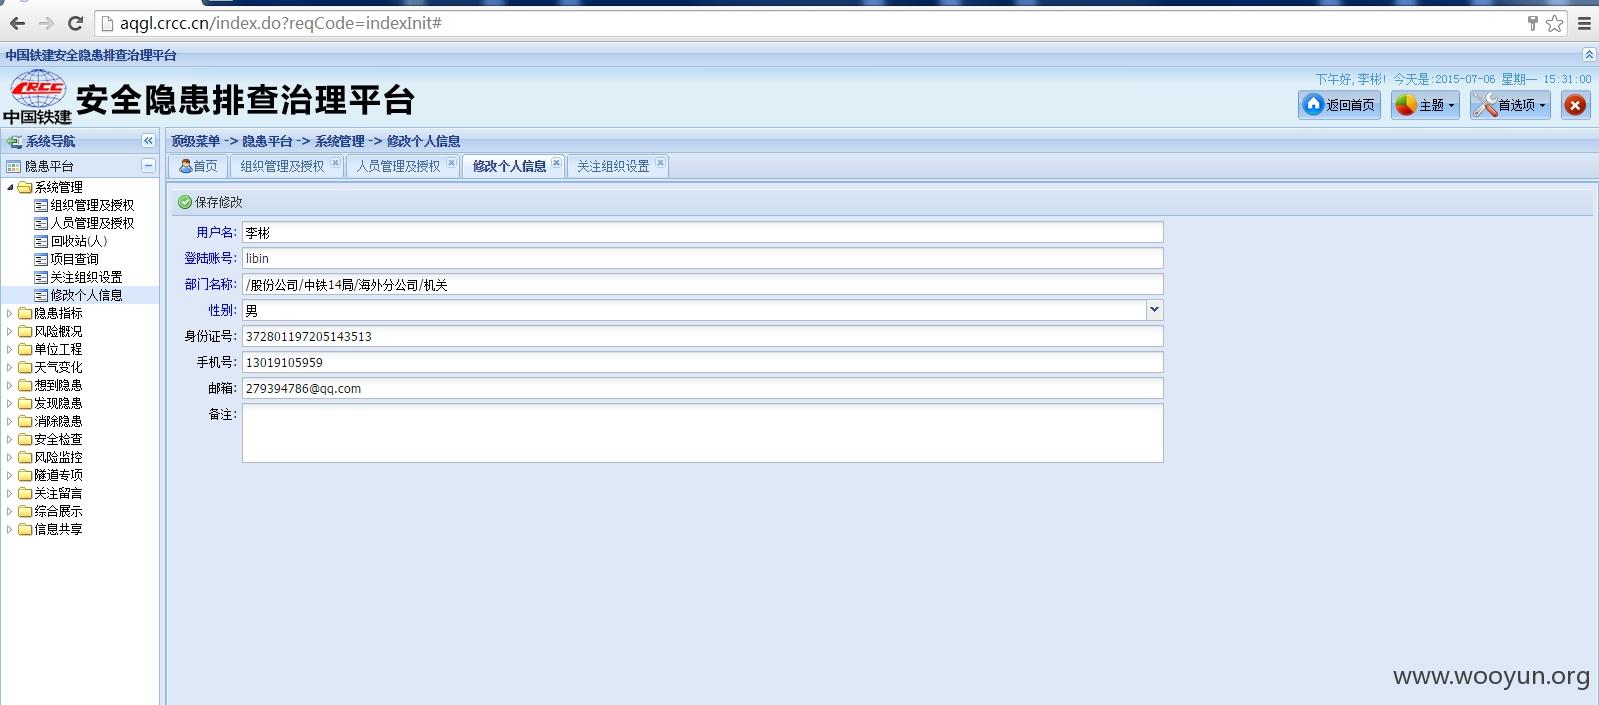 aqgl.crcc.cn/index.do?reqCode=indexInit#
中国铁建安全隐患排查治理平台
CRCC
中国铁建
安全隐患排查治理平台
下午好,李彬! 今天是:2015-07-06 星期一 15:31:00
返回首页 主题 首选项
系统导航
顶级菜单 -> 隐患平台 -> 系统管理 -> 修改个人信息
隐患平台
首页 组织管理及授权 人员管理及授权 修改个人信息 关注组织设置
系统管理
组织管理及授权
人员管理及授权
回收站(人)
项目查询
关注组织设置
修改个人信息
隐患指标
风险概况
单位工程
天气变化
想到隐患
发现隐患
消除隐患
安全检查
风险监控
隧道专项
关注留言
综合展示
信息共享
保存修改
用户名: 李彬
登陆账号: libin
部门名称: /股份公司/中铁14局/海外分公司/机关
性别: 男
身份证号: 372801197205143513
手机号: 13019105959
邮箱: 279394786@qq.com
备注:
www.wooyun.org